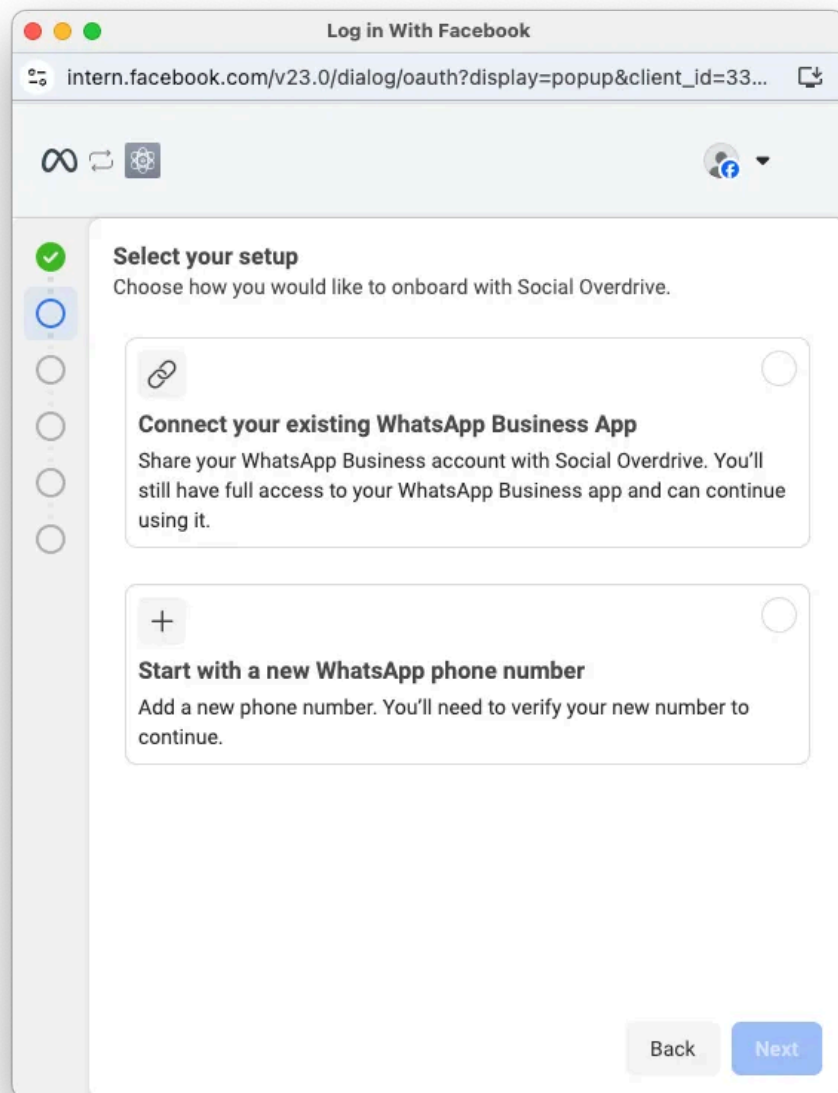 Log in With Facebook
intern.facebook.com/v23.0/dialog/oauth?display=popup&client_id=33...
Select your setup
Choose how you would like to onboard with Social Overdrive.
Connect your existing WhatsApp Business App
Share your WhatsApp Business account with Social Overdrive. You'll
still have full access to your WhatsApp Business app and can continue
using it.
Start with a new WhatsApp phone number
Add a new phone number. You'll need to verify your new number to
continue.
Back
Next